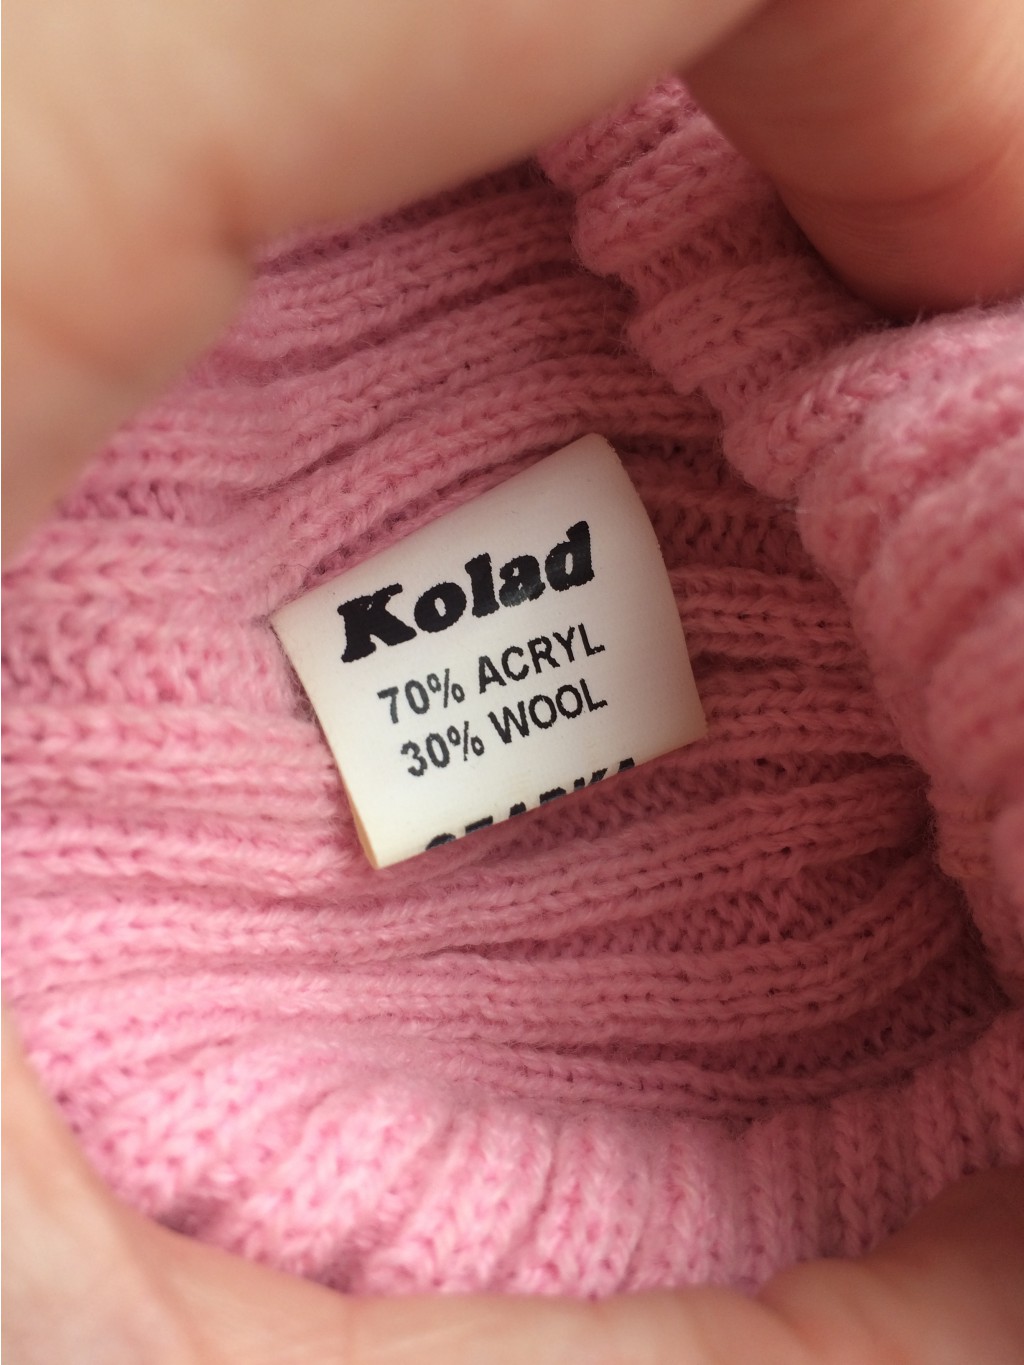 Kolad
70% ACRYL
30% WOOL